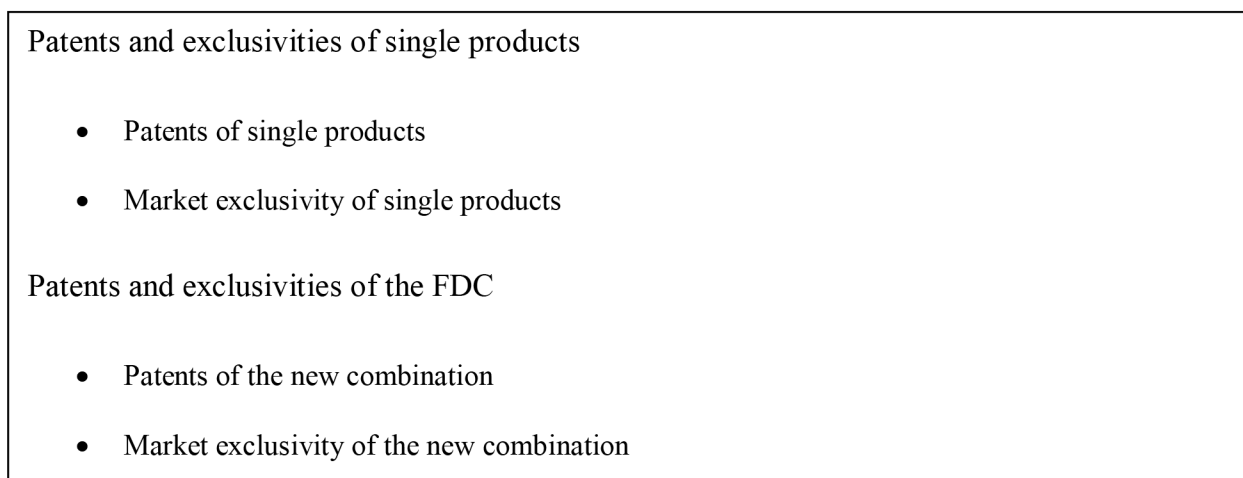 Patents and exclusivities of single products
• Patents of single products
• Market exclusivity of single products
Patents and exclusivities of the FDC
• Patents of the new combination
• Market exclusivity of the new combination